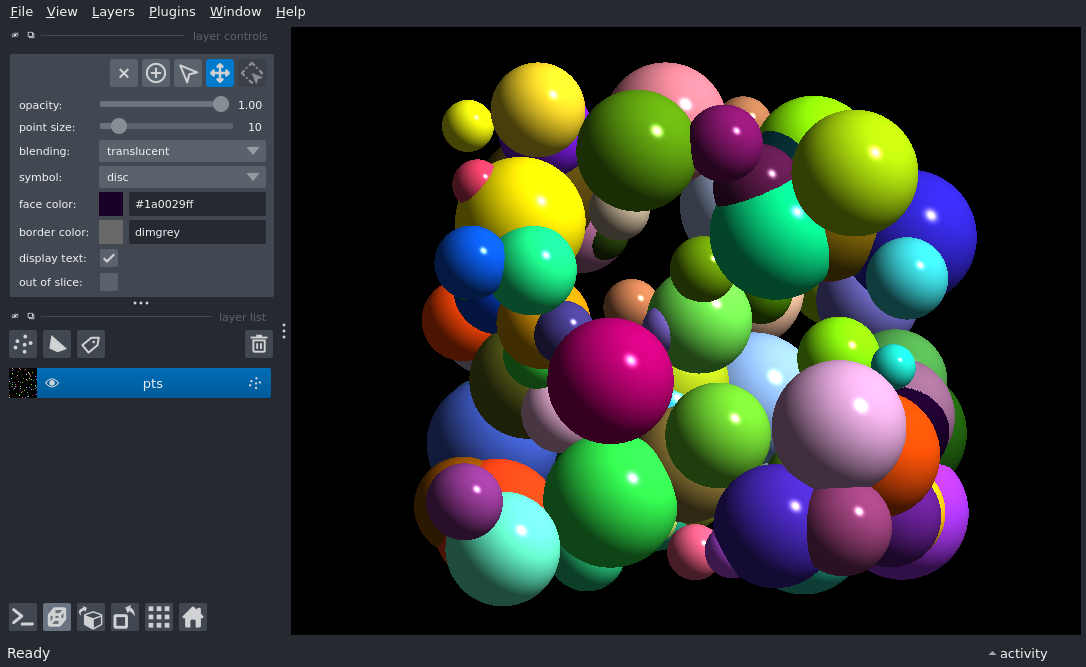 File View Layers Plugins Window Help
layer controls
opacity: 1.00
point size: 10
blending: translucent
symbol: disc
face color: #1a0029ff
border color: dimgrey
display text:
out of slice:
layer list
pts
Ready
activity